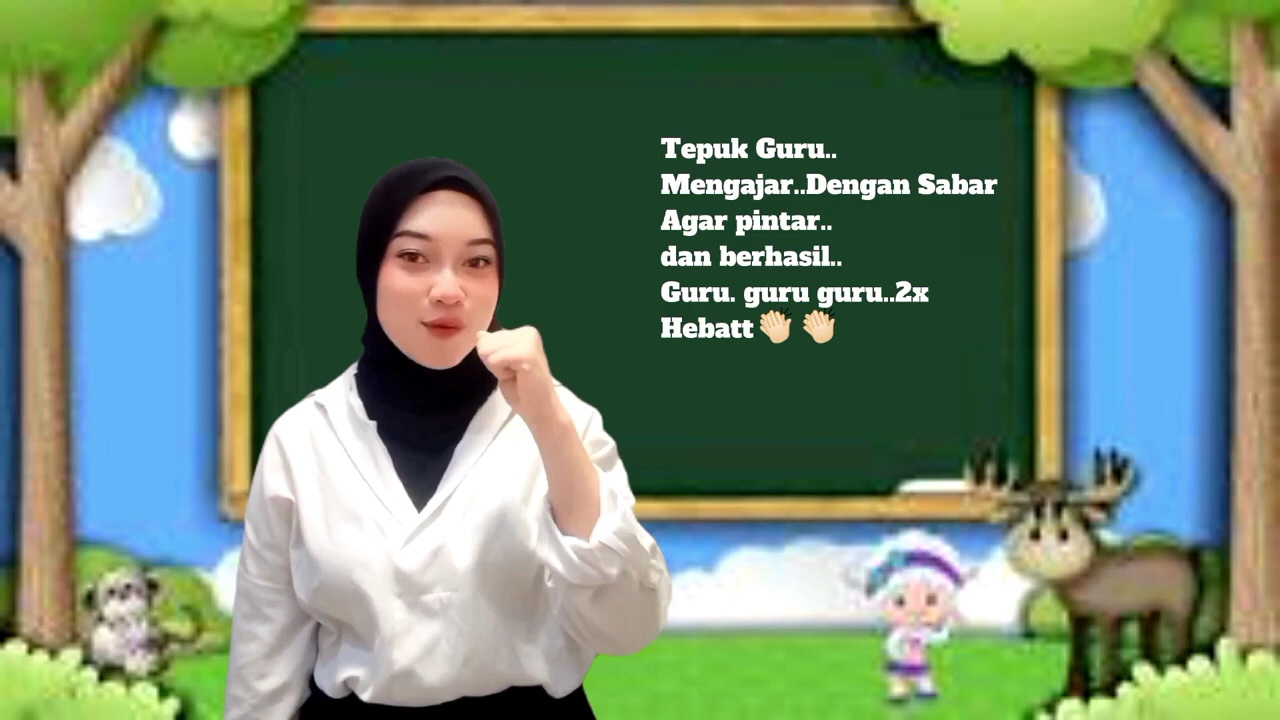 Tepuk Guru..
Mengajar..Dengan Sabar
Agar pintar..
dan berhasil..
Guru. guru guru..2x
Hebatt👏🏻 👏🏻